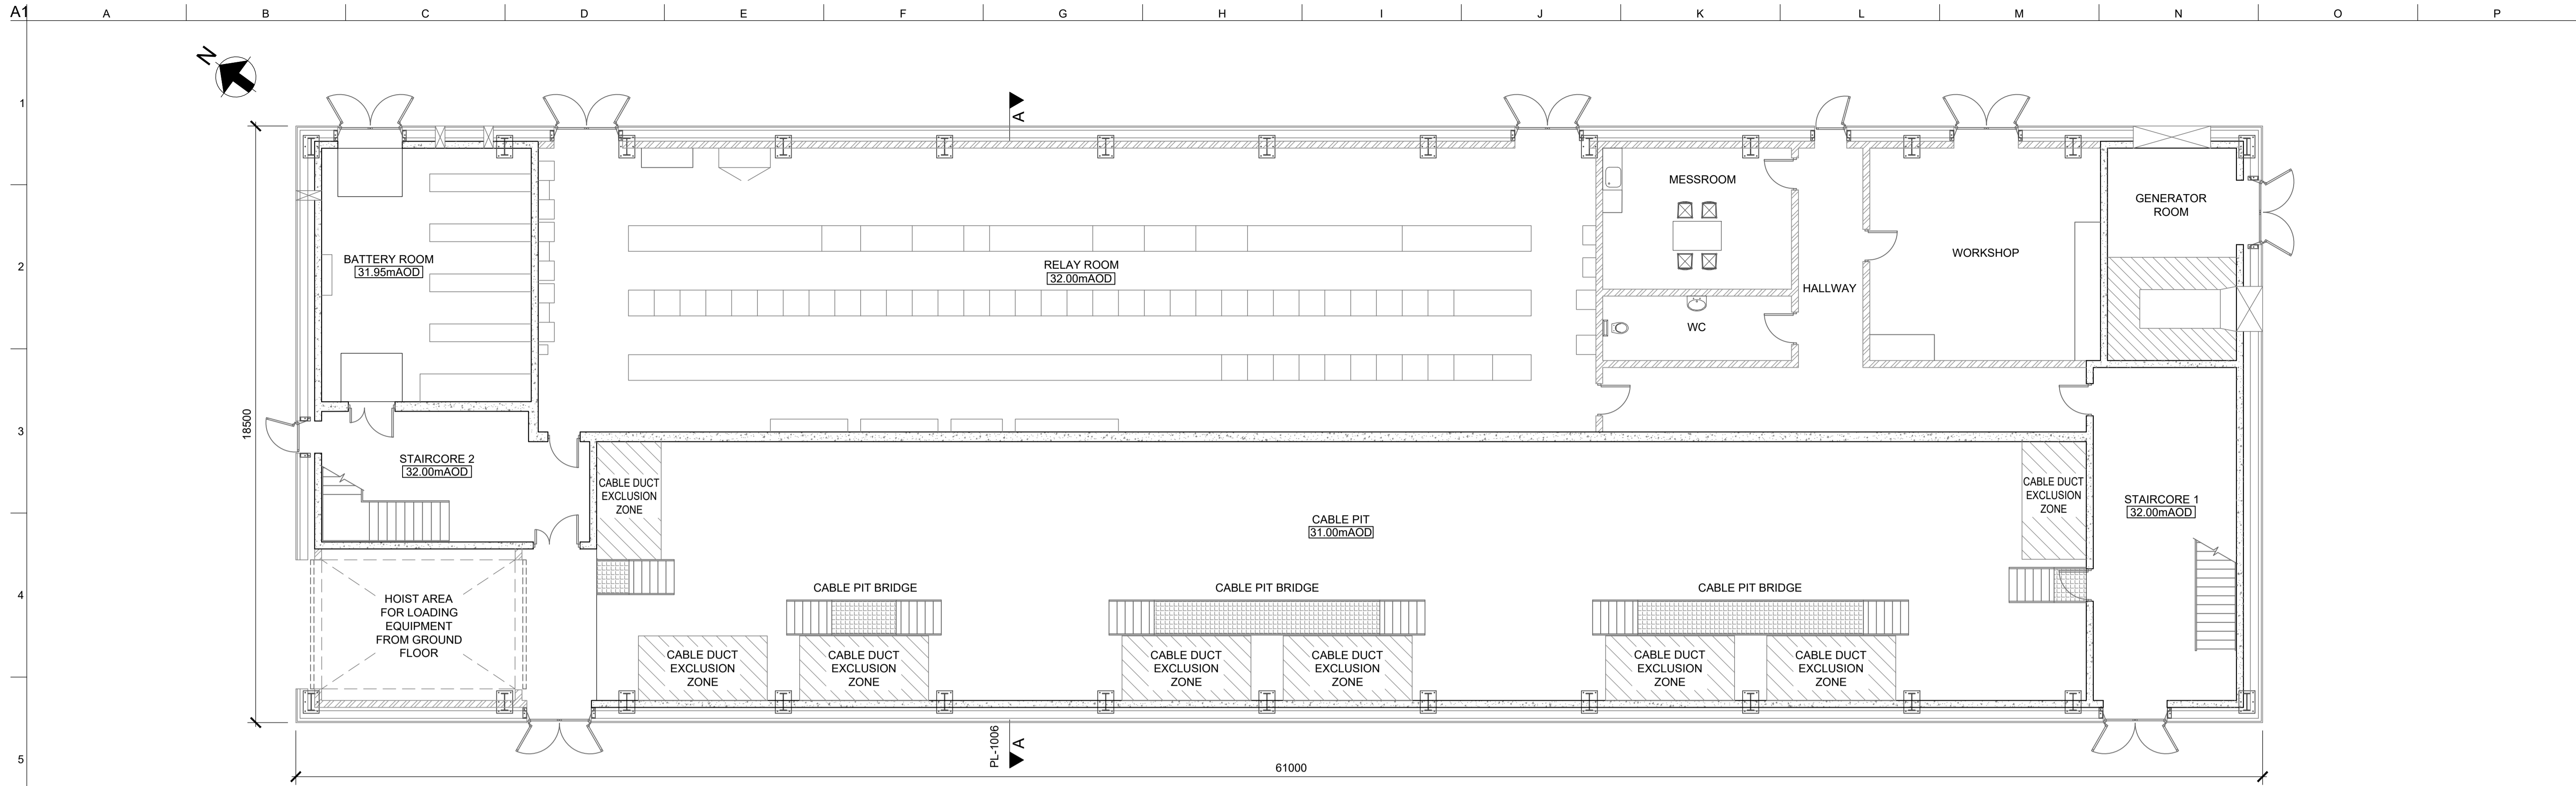 A1
A B C D E F G H I J K L M N O P
N
1
A
MESSROOM
GENERATOR
ROOM
2
BATTERY ROOM
31.95mAOD
RELAY ROOM
32.00mAOD
WORKSHOP
HALLWAY
WC
18500
3
STAIRCORE 2
32.00mAOD
CABLE DUCT
EXCLUSION
ZONE
CABLE PIT
31.00mAOD
CABLE DUCT
EXCLUSION
ZONE
STAIRCORE 1
32.00mAOD
4
HOIST AREA
FOR LOADING
EQUIPMENT
FROM GROUND
FLOOR
CABLE PIT BRIDGE
CABLE PIT BRIDGE
CABLE PIT BRIDGE
CABLE DUCT
EXCLUSION
ZONE
CABLE DUCT
EXCLUSION
ZONE
CABLE DUCT
EXCLUSION
ZONE
CABLE DUCT
EXCLUSION
ZONE
CABLE DUCT
EXCLUSION
ZONE
CABLE DUCT
EXCLUSION
ZONE
5
PL-1006
A
61000